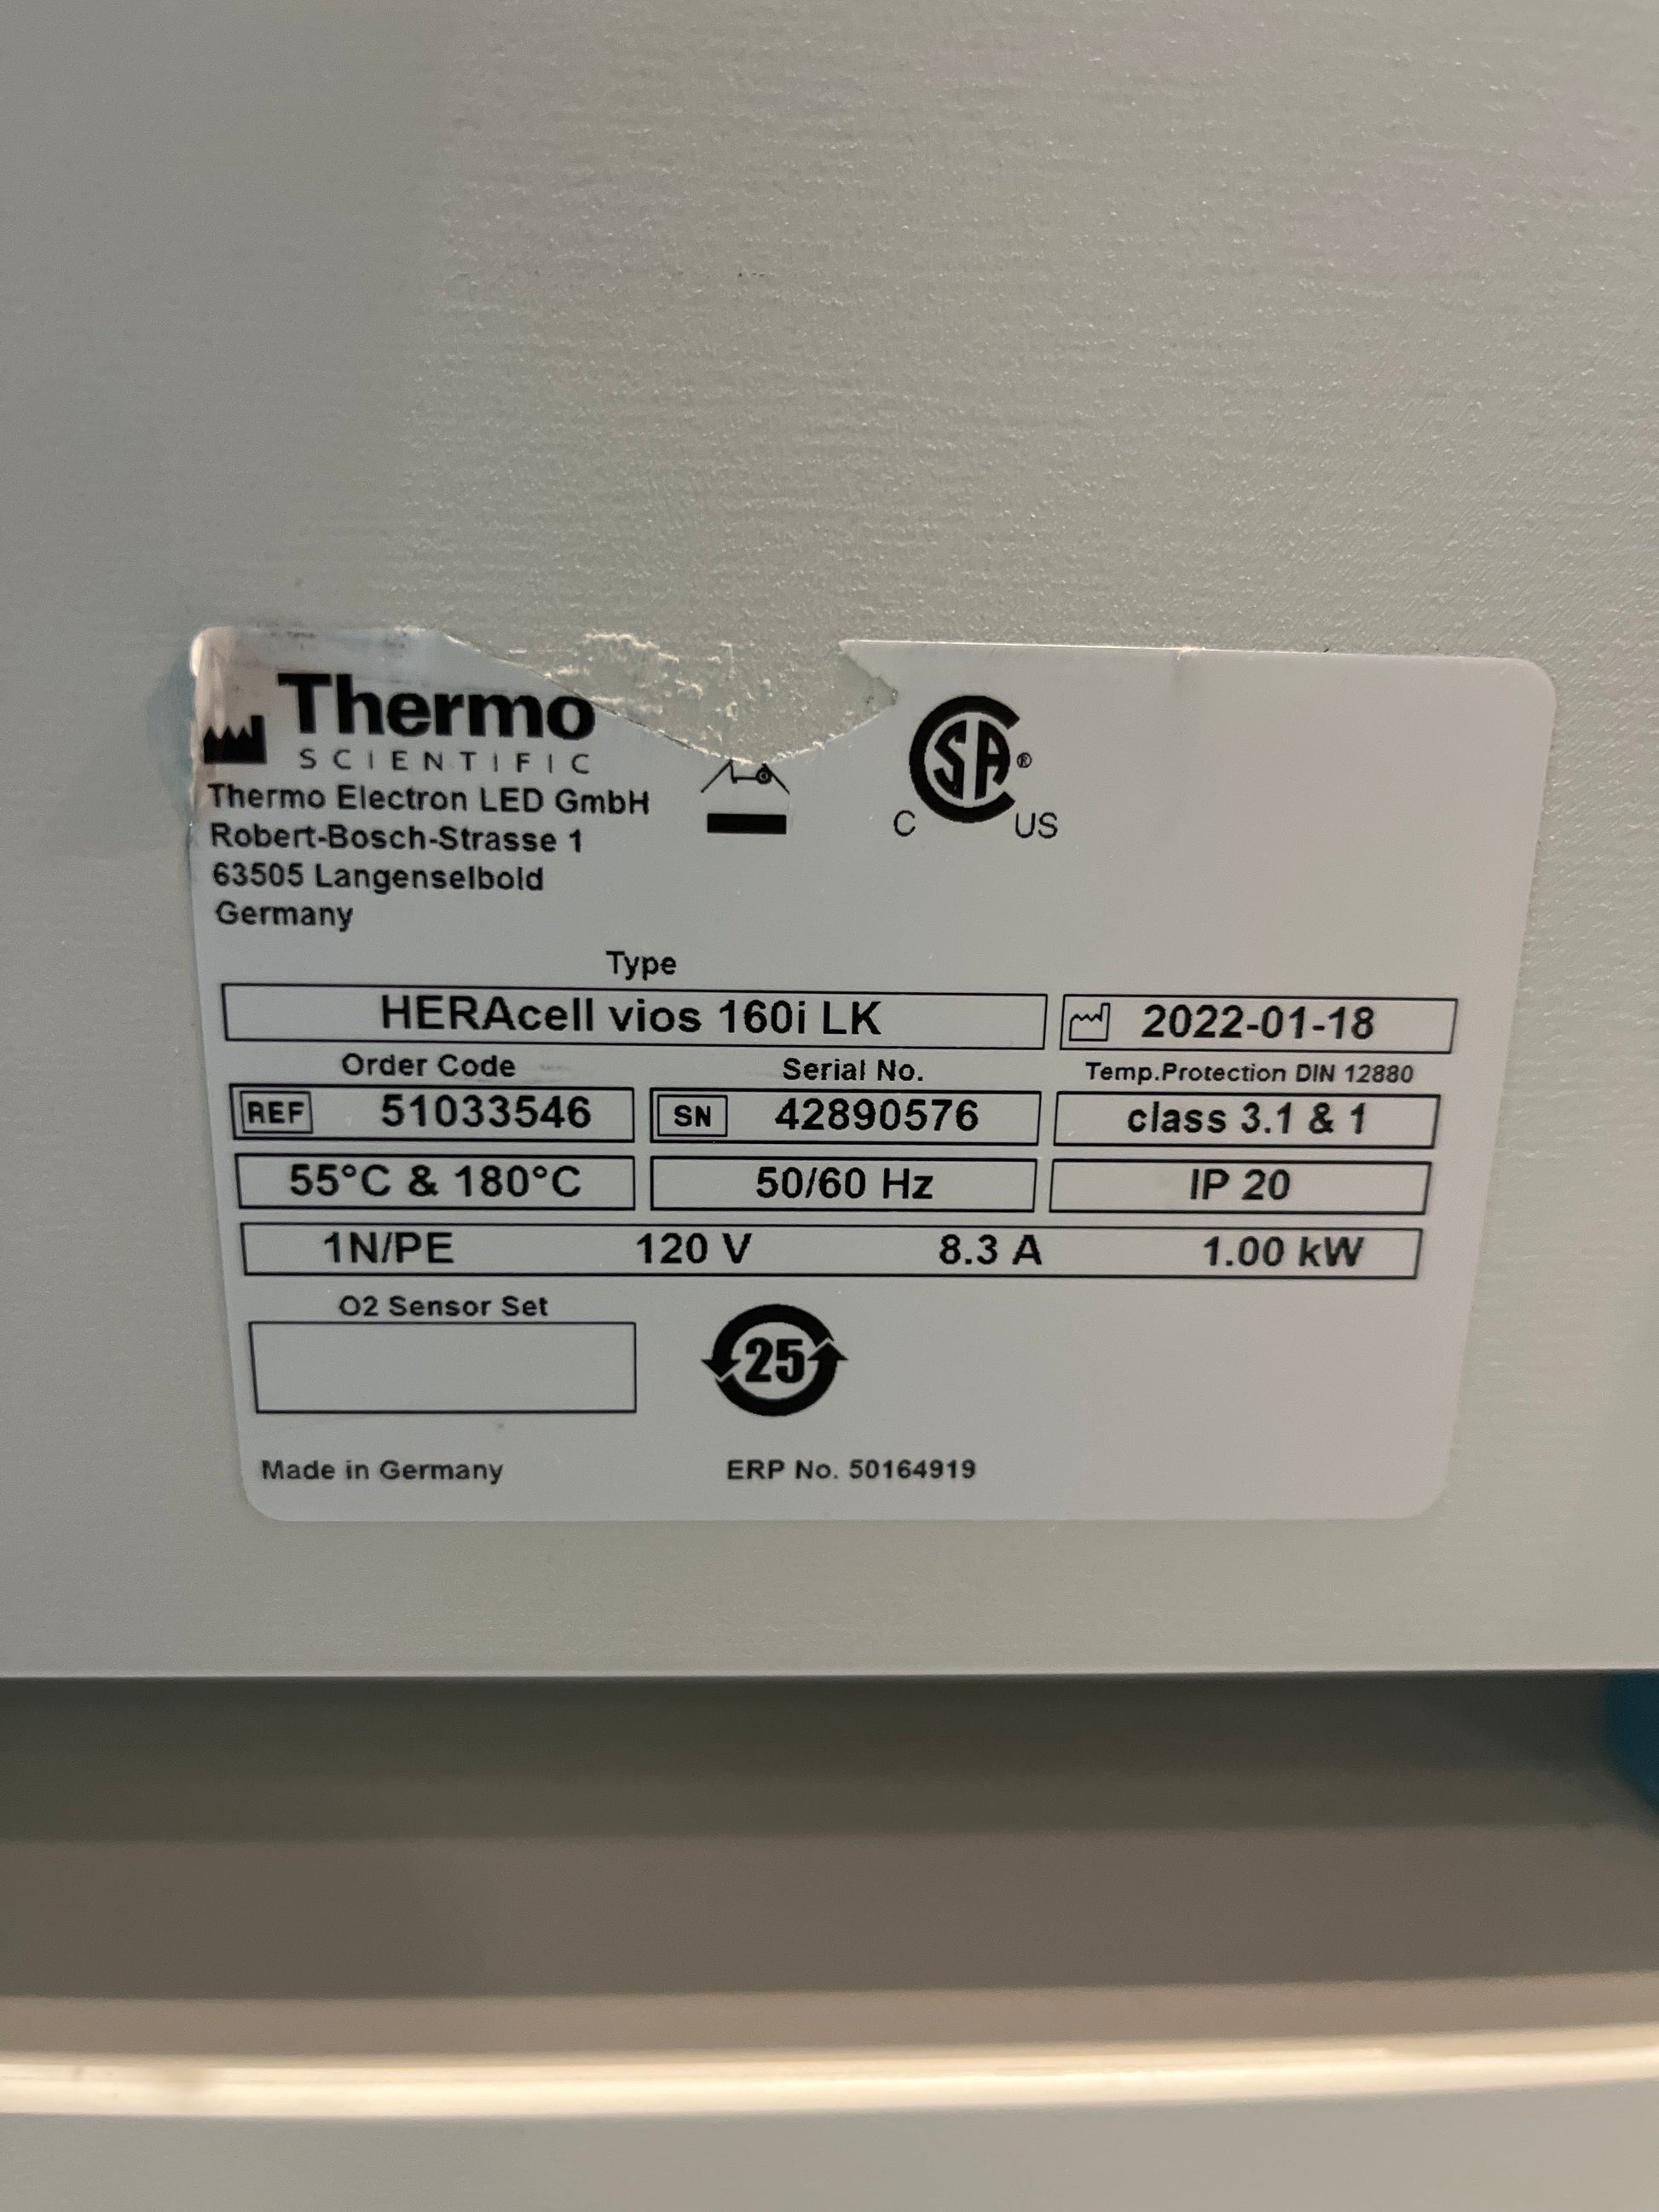 Thermo
SCIENTIFIC
Thermo Electron LED GmbH
Robert-Bosch-Strasse 1
63505 Langenselbold
Germany
CSA®
C US
Type
HERAcell vios 160i LK 2022-01-18
Order Code Serial No. Temp.Protection DIN 12880
REF 51033546 SN 42890576 class 3.1 & 1
55°C & 180°C 50/60 Hz IP 20
1N/PE 120 V 8.3 A 1.00 kW
O2 Sensor Set
25
Made in Germany ERP No. 50164919